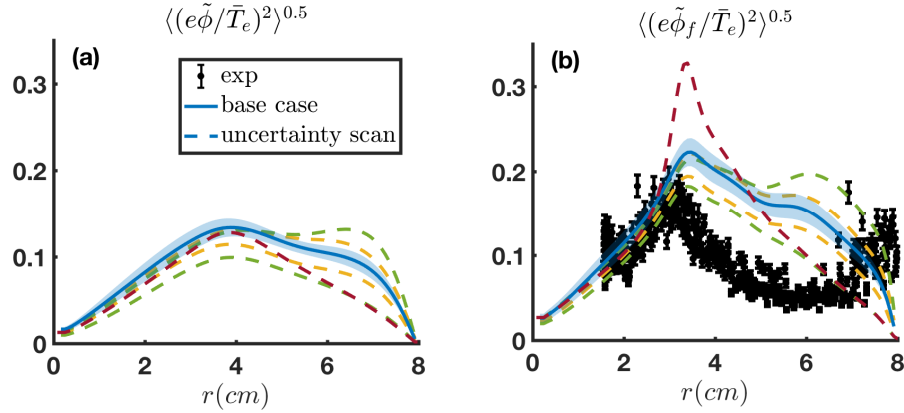 ⟨(eϕ̃/T̄ₑ)²⟩⁰·⁵
(a)
exp
base case
uncertainty scan
0.3
0.2
0.1
0
0 2 4 6 8
r(cm)
⟨(eϕ̃_f/T̄ₑ)²⟩⁰·⁵
(b)
0.3
0.2
0.1
0
0 2 4 6 8
r(cm)